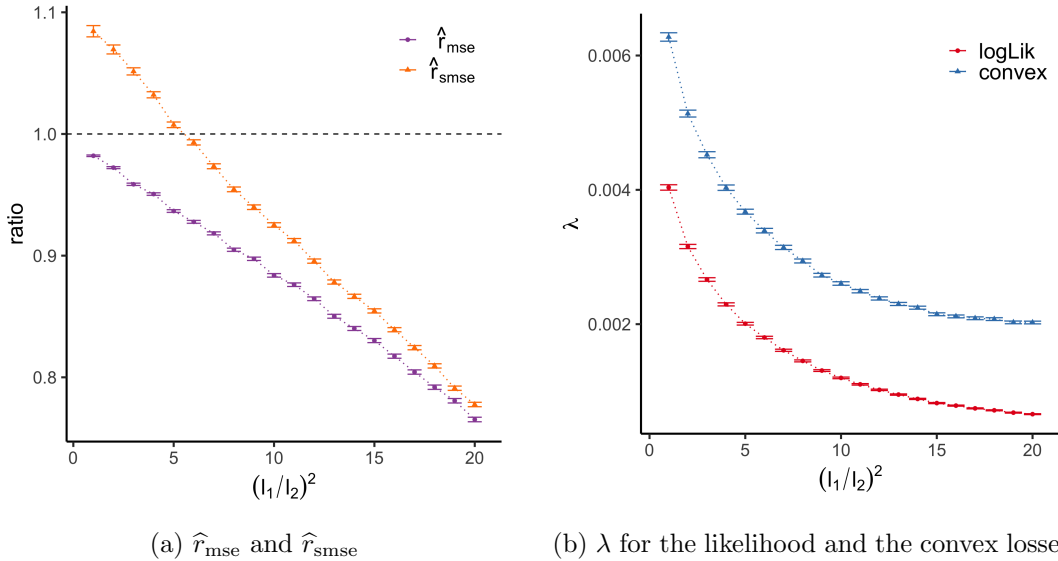 1.1
1.0
0.9
0.8
ratio
0
5
10
15
20
(l₁/l₂)²
r̂mse
r̂smse
(a) r̂mse and r̂smse
0.006
0.004
0.002
λ
0
5
10
15
20
(l₁/l₂)²
logLik
convex
(b) λ for the likelihood and the convex losse